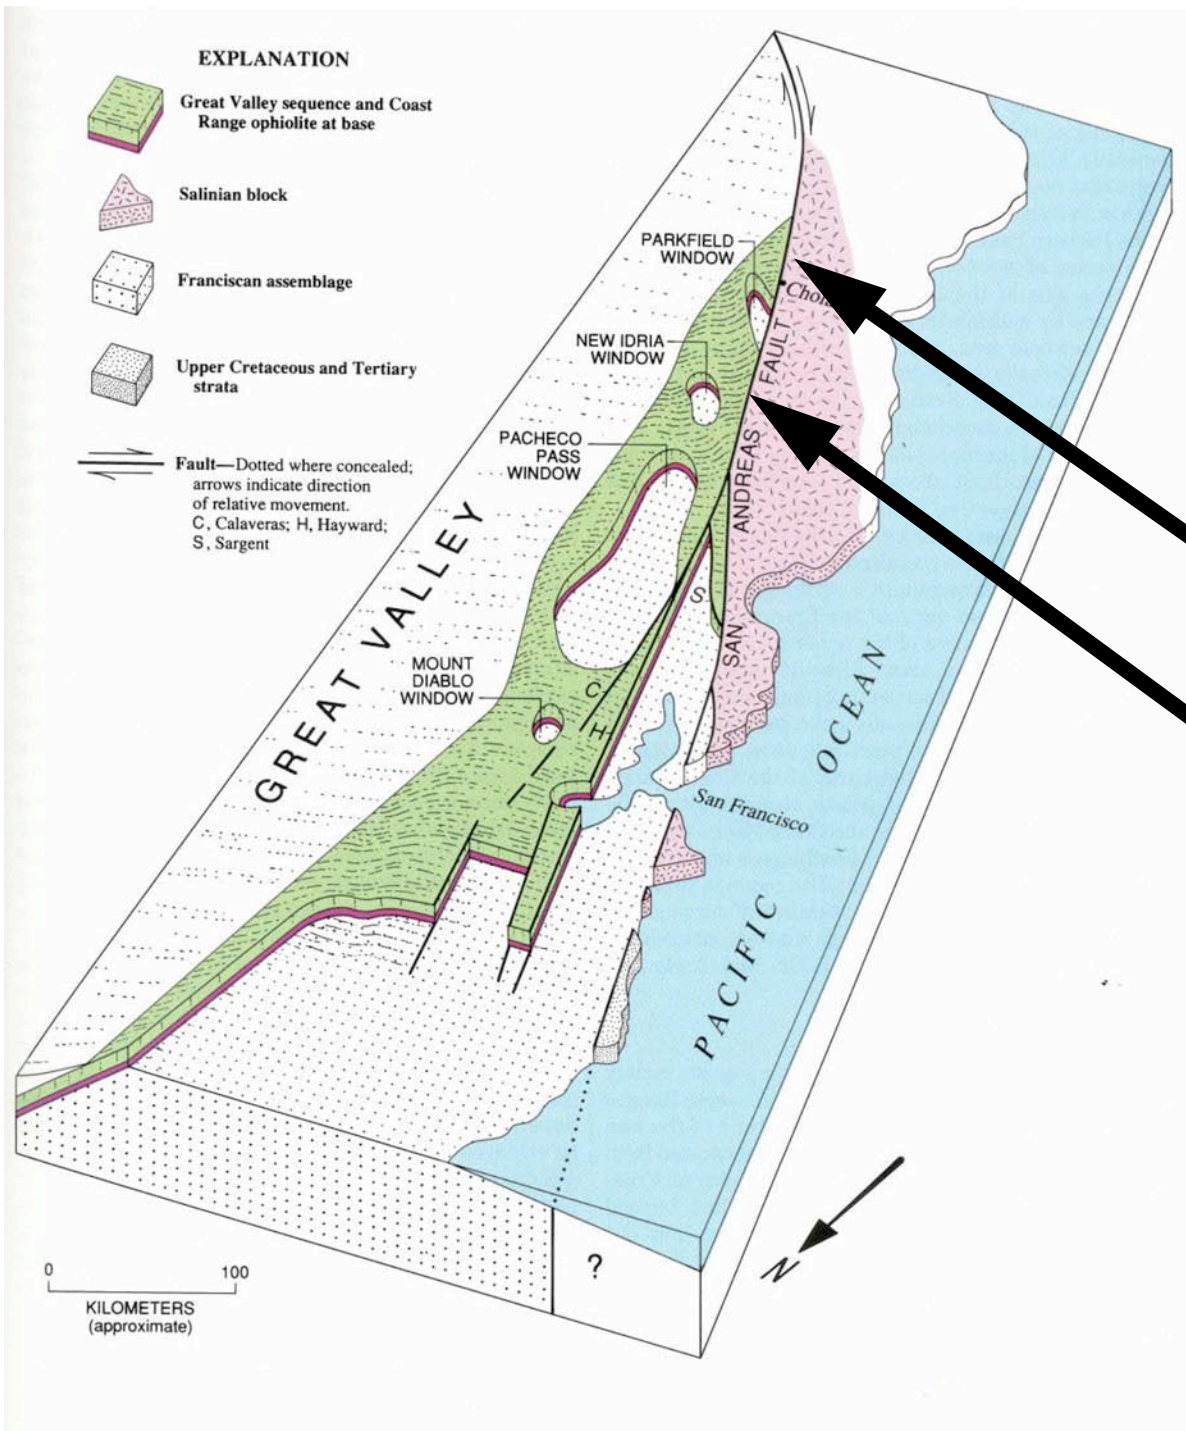 EXPLANATION
Great Valley sequence and Coast
Range ophiolite at base
Salinian block
Franciscan assemblage
Upper Cretaceous and Tertiary
strata
Fault—Dotted where concealed;
arrows indicate direction
of relative movement.
C, Calaveras; H, Hayward;
S, Sargent
PARKFIELD
WINDOW
NEW IDRIA
WINDOW
PACHECO
PASS
WINDOW
MOUNT
DIABLO
WINDOW
GREAT VALLEY
SAN ANDREAS FAULT
S
C
H
San Francisco
PACIFIC OCEAN
?
N
0 100
KILOMETERS
(approximate)